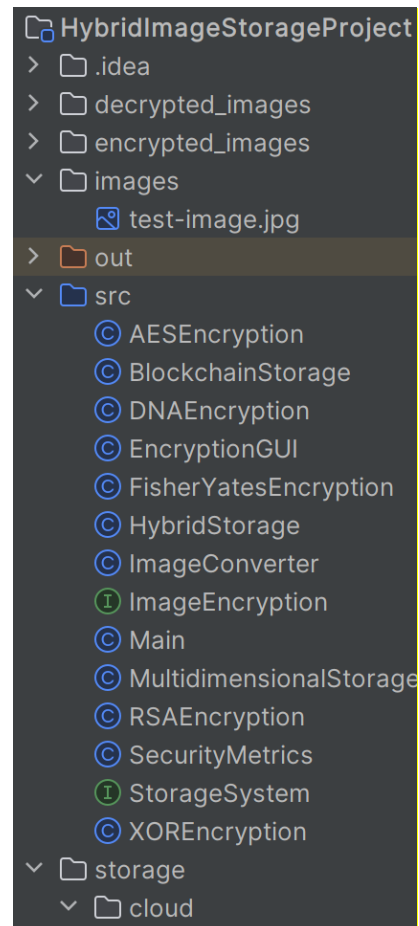 HybridImageStorageProject
.idea
decrypted_images
encrypted_images
images
test-image.jpg
out
src
C AESEncryption
C BlockchainStorage
C DNAEncryption
C EncryptionGUI
C FisherYatesEncryption
C HybridStorage
C ImageConverter
I ImageEncryption
C Main
C MultidimensionalStorage
C RSAEncryption
C SecurityMetrics
I StorageSystem
C XOREncryption
storage
cloud